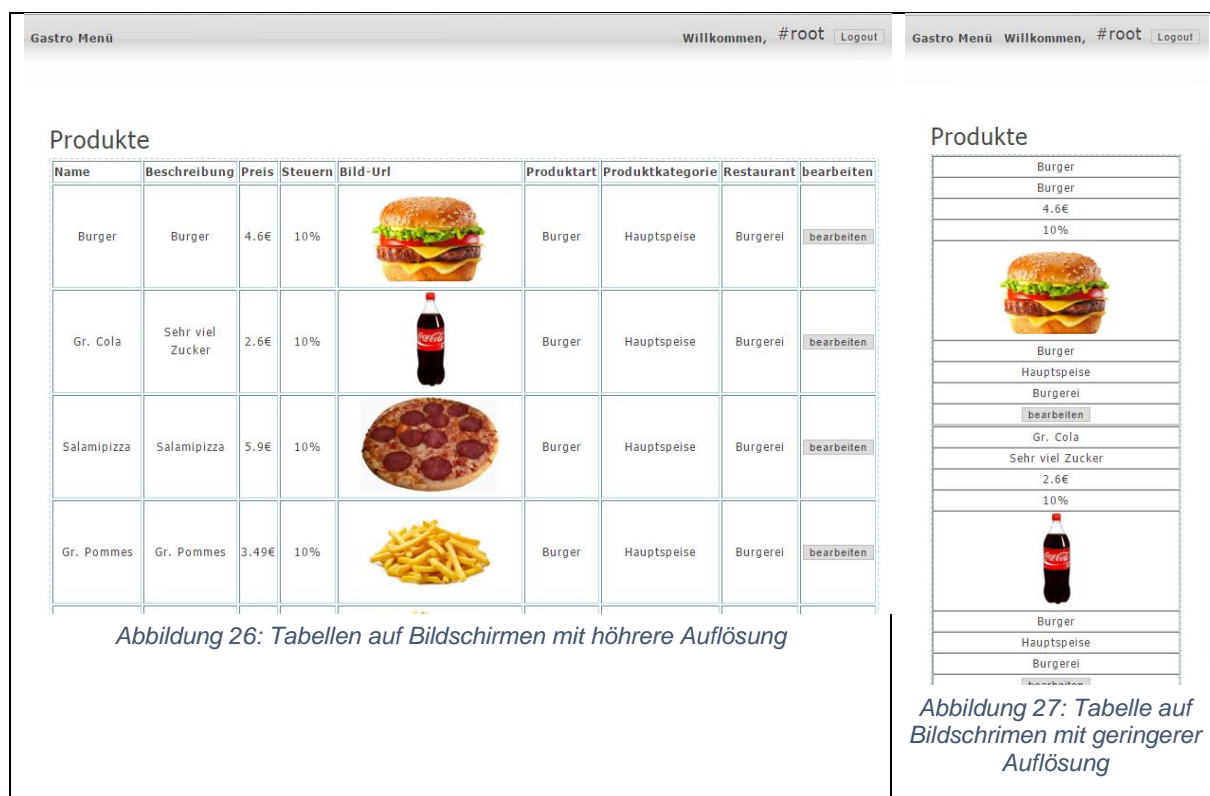 Gastro Menü Willkommen, #root Logout
Produkte
Name Beschreibung Preis Steuern Bild-Url Produktart Produktkategorie Restaurant bearbeiten
Burger Burger 4.6€ 10% Burger Hauptspeise Burgerei bearbeiten
Gr. Cola Sehr viel Zucker 2.6€ 10% Coca-Cola Burger Hauptspeise Burgerei bearbeiten
Salamipizza Salamipizza 5.9€ 10% Burger Hauptspeise Burgerei bearbeiten
Gr. Pommes Gr. Pommes 3.49€ 10% Burger Hauptspeise Burgerei bearbeiten
Abbildung 26: Tabellen auf Bildschirmen mit höhrere Auflösung
Gastro Menü Willkommen, #root Logout
Produkte
Burger
Burger
4.6€
10%
Burger
Hauptspeise
Burgerei
bearbeiten
Gr. Cola
Sehr viel Zucker
2.6€
10%
Coca-Cola
Burger
Hauptspeise
Burgerei
bearbeiten
Abbildung 27: Tabelle auf
Bildschrimen mit geringerer
Auflösung